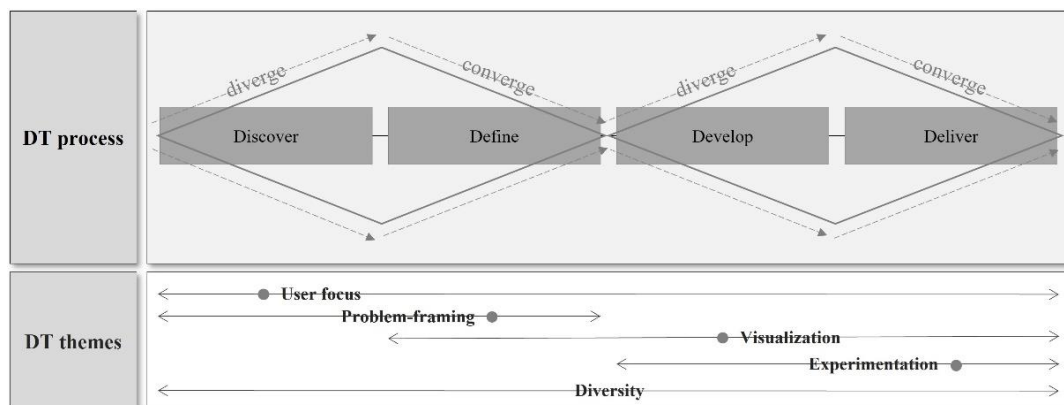 DT process
diverge
converge
diverge
converge
Discover
Define
Develop
Deliver
DT themes
User focus
Problem-framing
Visualization
Experimentation
Diversity